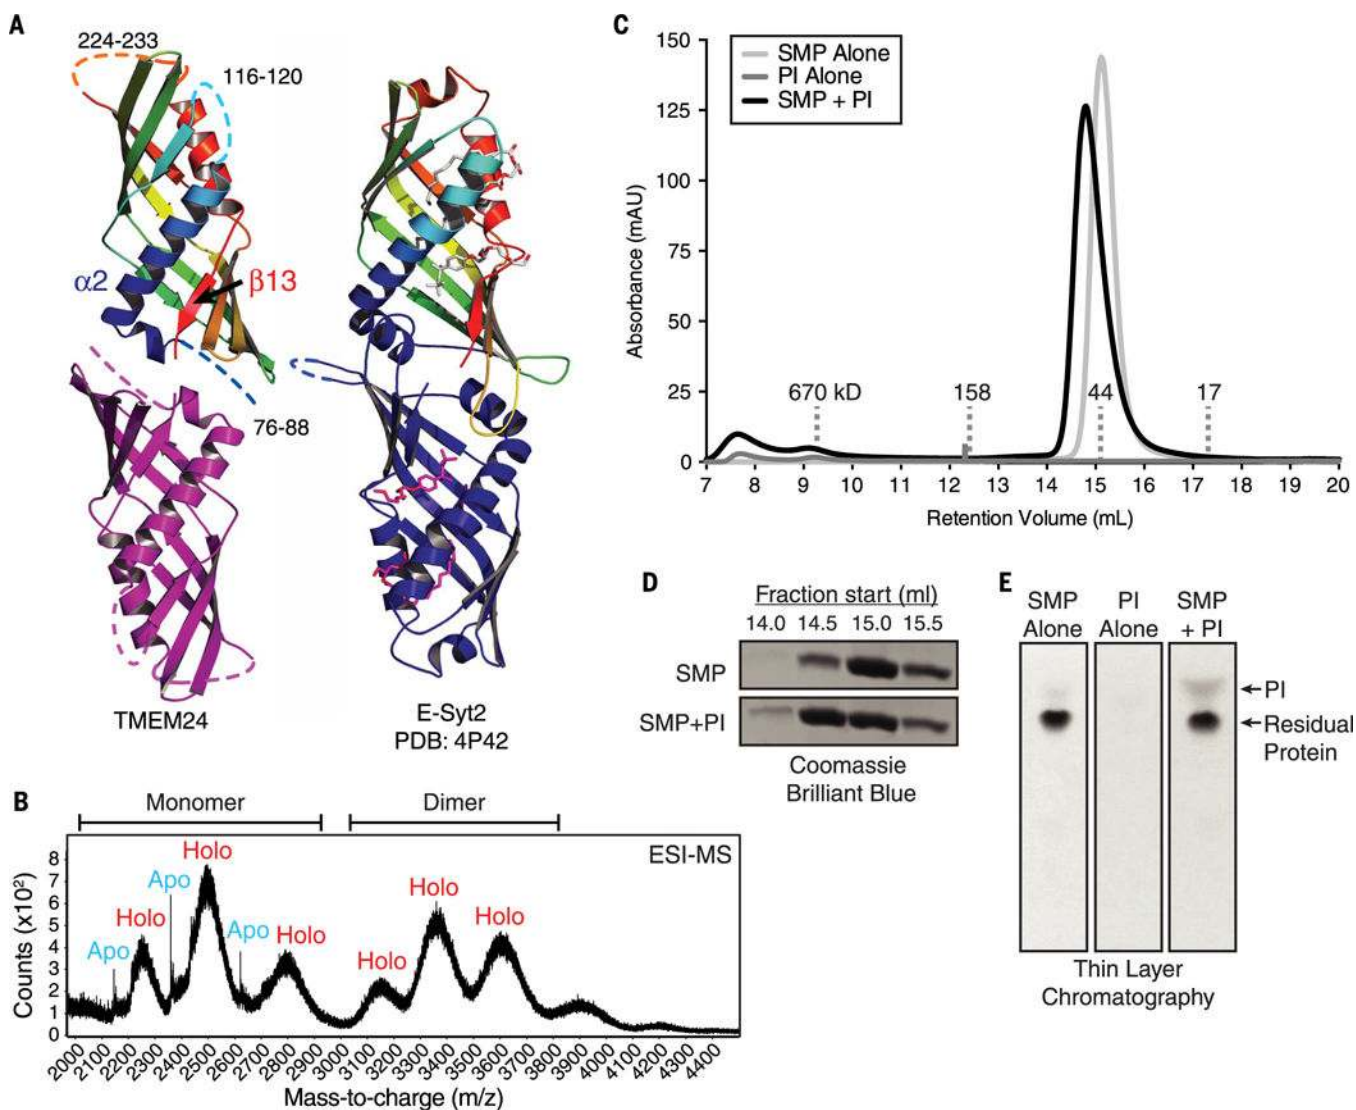 A
224-233
116-120
α2
β13
76-88
TMEM24
E-Syt2
PDB: 4P42
B
Monomer
Dimer
ESI-MS
Apo
Holo
Apo
Holo
Apo
Holo
Holo
Holo
Holo
Counts (x10²)
8
7
6
5
4
3
2
1
0
2000 2100 2200 2300 2400 2500 2600 2700 2800 2900 3000 3100 3200 3300 3400 3500 3600 3700 3800 3900 4000 4100 4200 4300 4400
Mass-to-charge (m/z)
C
SMP Alone
PI Alone
SMP + PI
Absorbance (mAU)
150
125
100
75
50
25
0
670 kD
158
44
17
7 8 9 10 11 12 13 14 15 16 17 18 19 20
Retention Volume (mL)
D
Fraction start (ml)
14.0 14.5 15.0 15.5
SMP
SMP+PI
Coomassie
Brilliant Blue
E
SMP
Alone
PI
Alone
SMP
+ PI
PI
Residual
Protein
Thin Layer
Chromatography